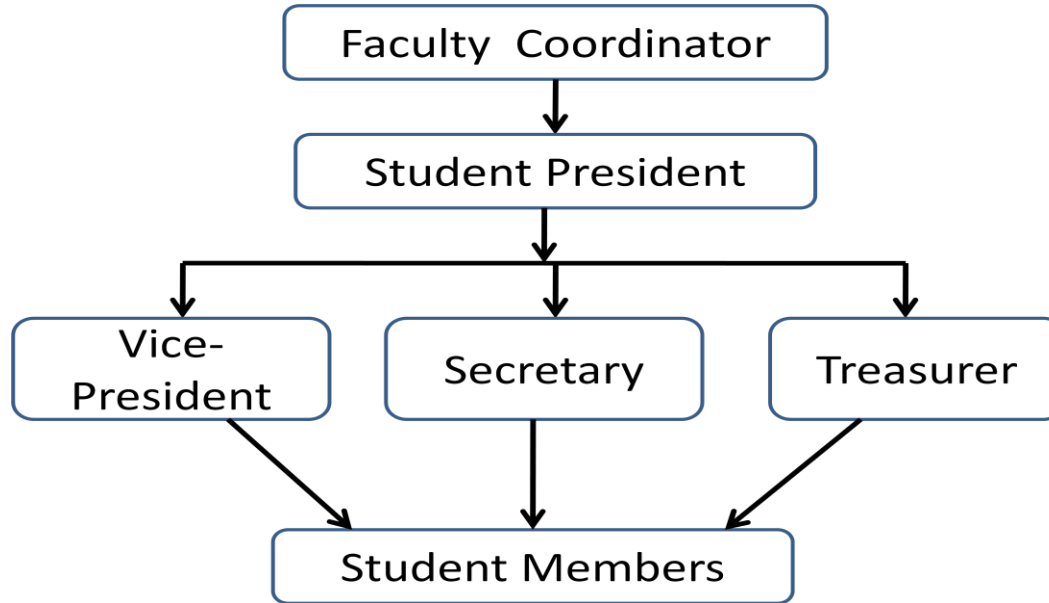 Faculty  Coordinator
Student President
Vice-
President
Secretary
Treasurer
Student Members